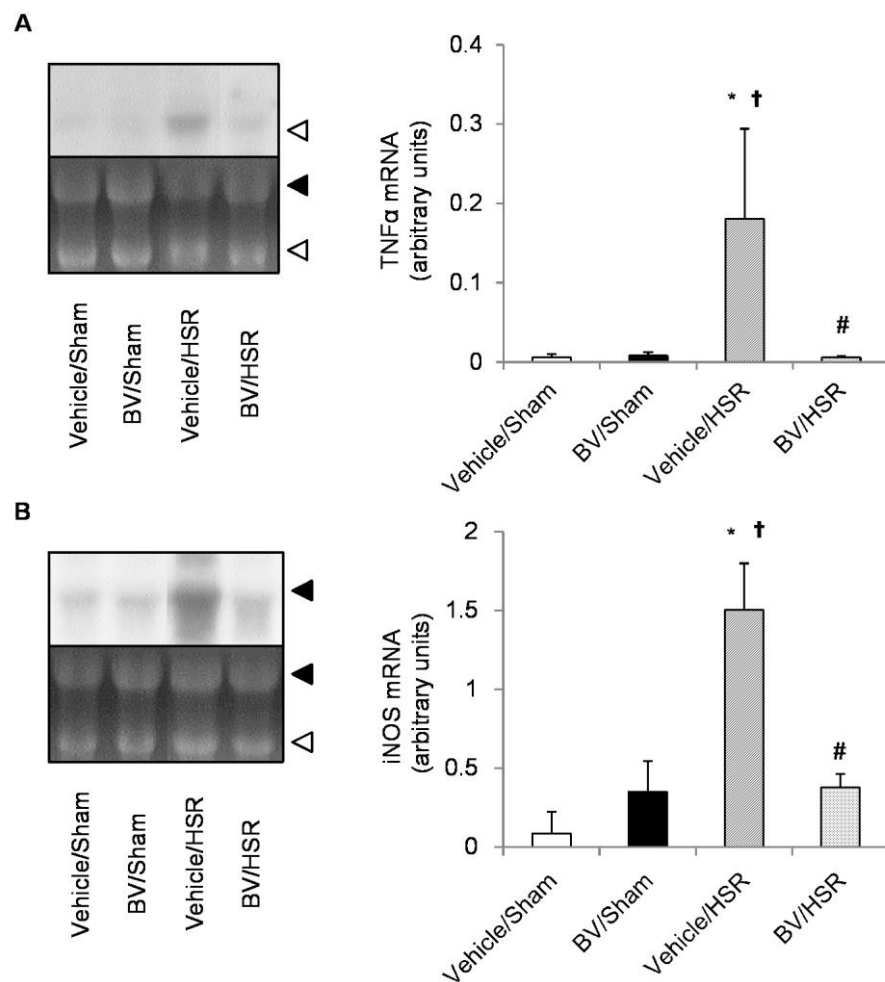 A
Vehicle/Sham
BV/Sham
Vehicle/HSR
BV/HSR
TNFα mRNA
(arbitrary units)
0.4
0.3
0.2
0.1
0
* †
#
Vehicle/Sham
BV/Sham
Vehicle/HSR
BV/HSR
B
Vehicle/Sham
BV/Sham
Vehicle/HSR
BV/HSR
iNOS mRNA
(arbitrary units)
2
1.5
1
0.5
0
* †
#
Vehicle/Sham
BV/Sham
Vehicle/HSR
BV/HSR